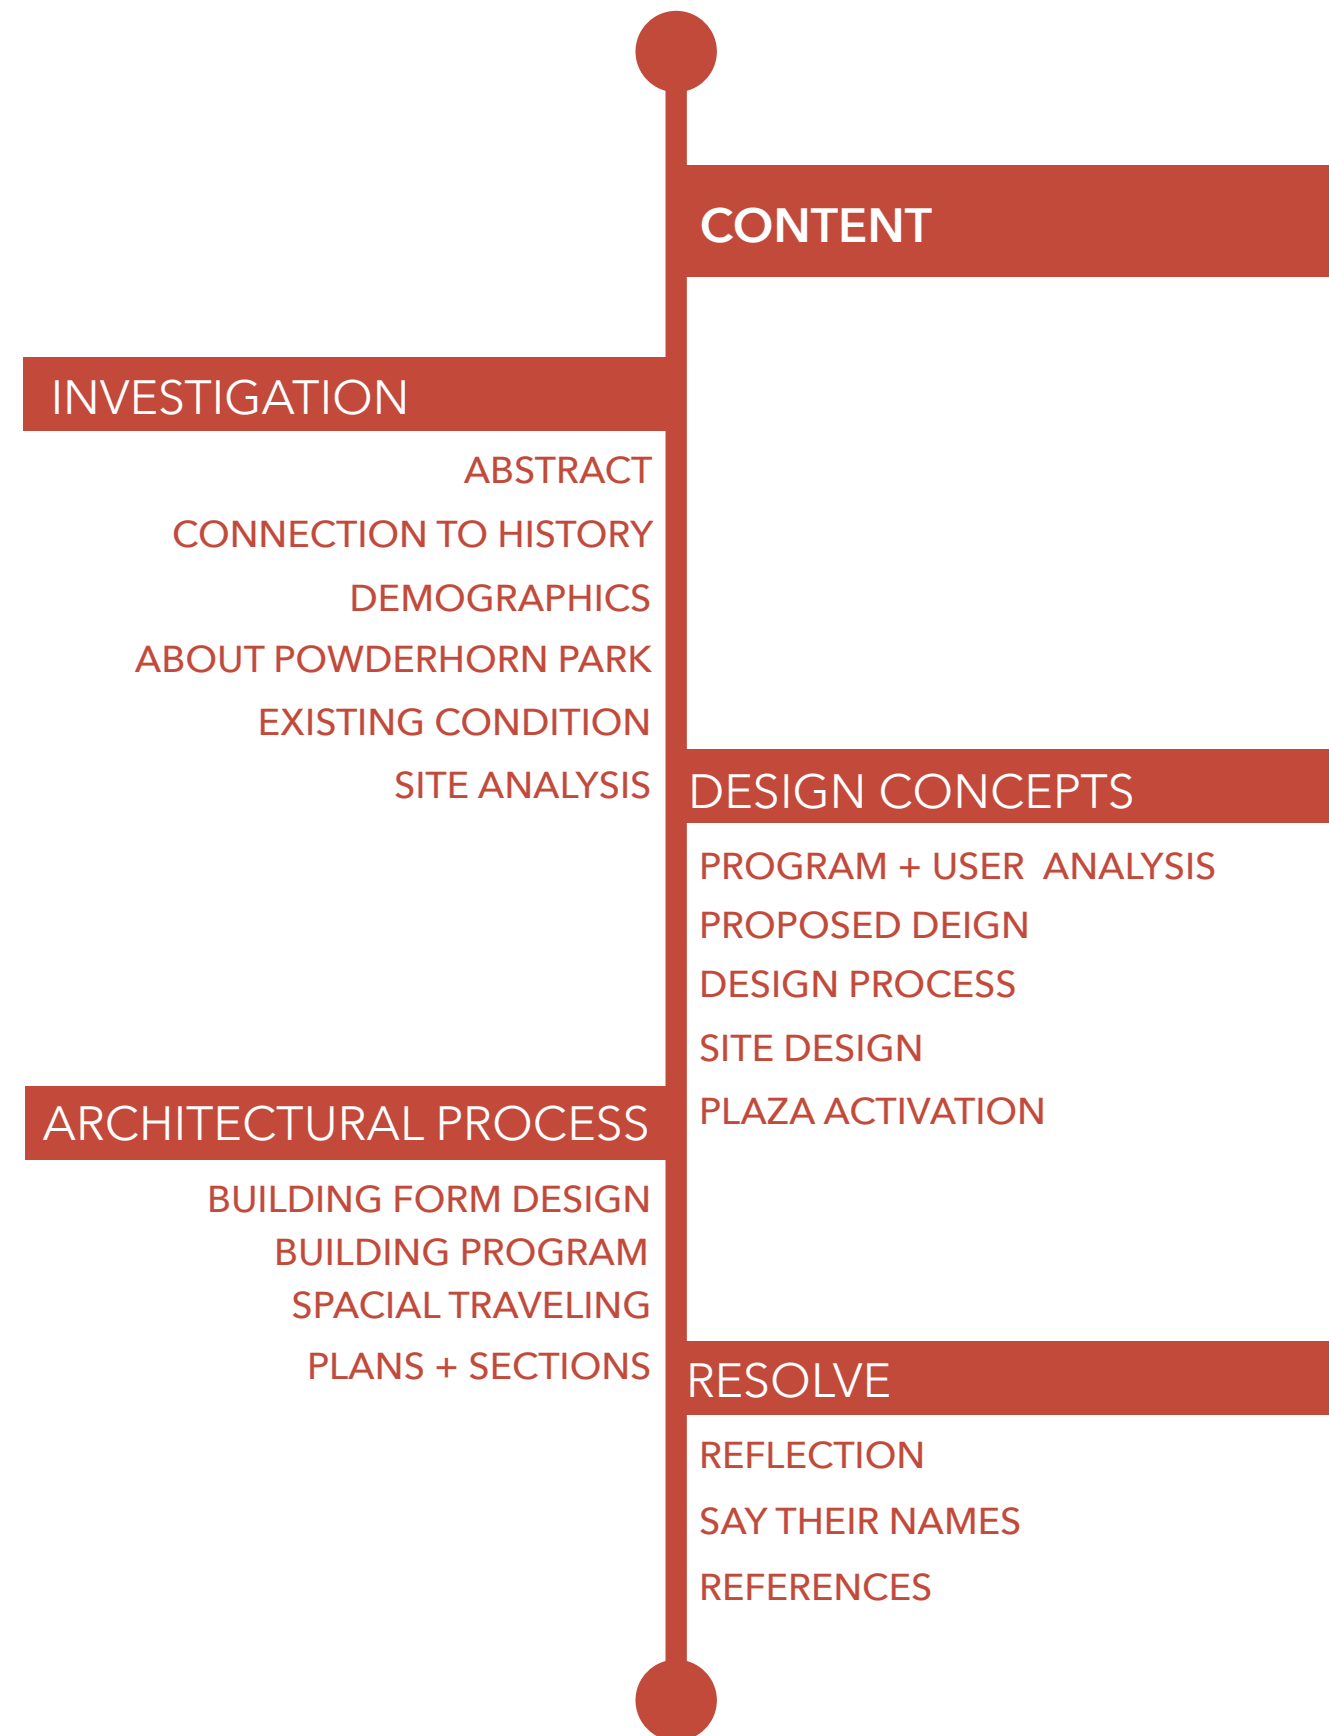 CONTENT
INVESTIGATION
ABSTRACT
CONNECTION TO HISTORY
DEMOGRAPHICS
ABOUT POWDERHORN PARK
EXISTING CONDITION
SITE ANALYSIS
DESIGN CONCEPTS
PROGRAM + USER ANALYSIS
PROPOSED DEIGN
DESIGN PROCESS
SITE DESIGN
PLAZA ACTIVATION
ARCHITECTURAL PROCESS
BUILDING FORM DESIGN
BUILDING PROGRAM
SPACIAL TRAVELING
PLANS + SECTIONS
RESOLVE
REFLECTION
SAY THEIR NAMES
REFERENCES